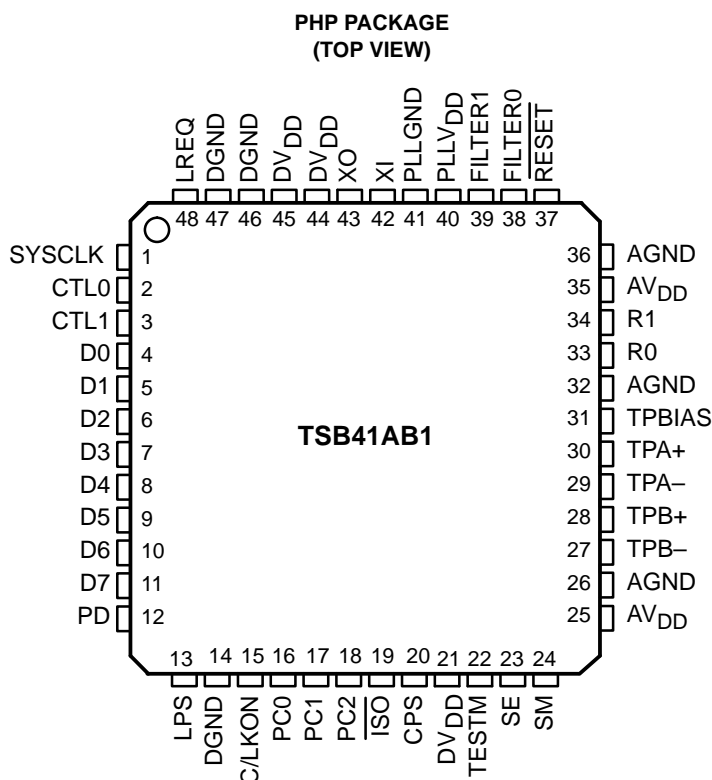 PHP PACKAGE
(TOP VIEW)
LREQ
DGND
DGND
DVDD
DVDD
XO
XI
PLLGND
PLLVDD
FILTER1
FILTER0
RESET
48 47 46 45 44 43 42 41 40 39 38 37
SYSCLK 1
CTL0 2
CTL1 3
D0 4
D1 5
D2 6
D3 7
D4 8
D5 9
D6 10
D7 11
PD 12
TSB41AB1
36 AGND
35 AVDD
34 R1
33 R0
32 AGND
31 TPBIAS
30 TPA+
29 TPA–
28 TPB+
27 TPB–
26 AGND
25 AVDD
13 14 15 16 17 18 19 20 21 22 23 24
LPS
DGND
C/LKON
PC0
PC1
PC2
ISO
CPS
DVDD
TESTM
SE
SM